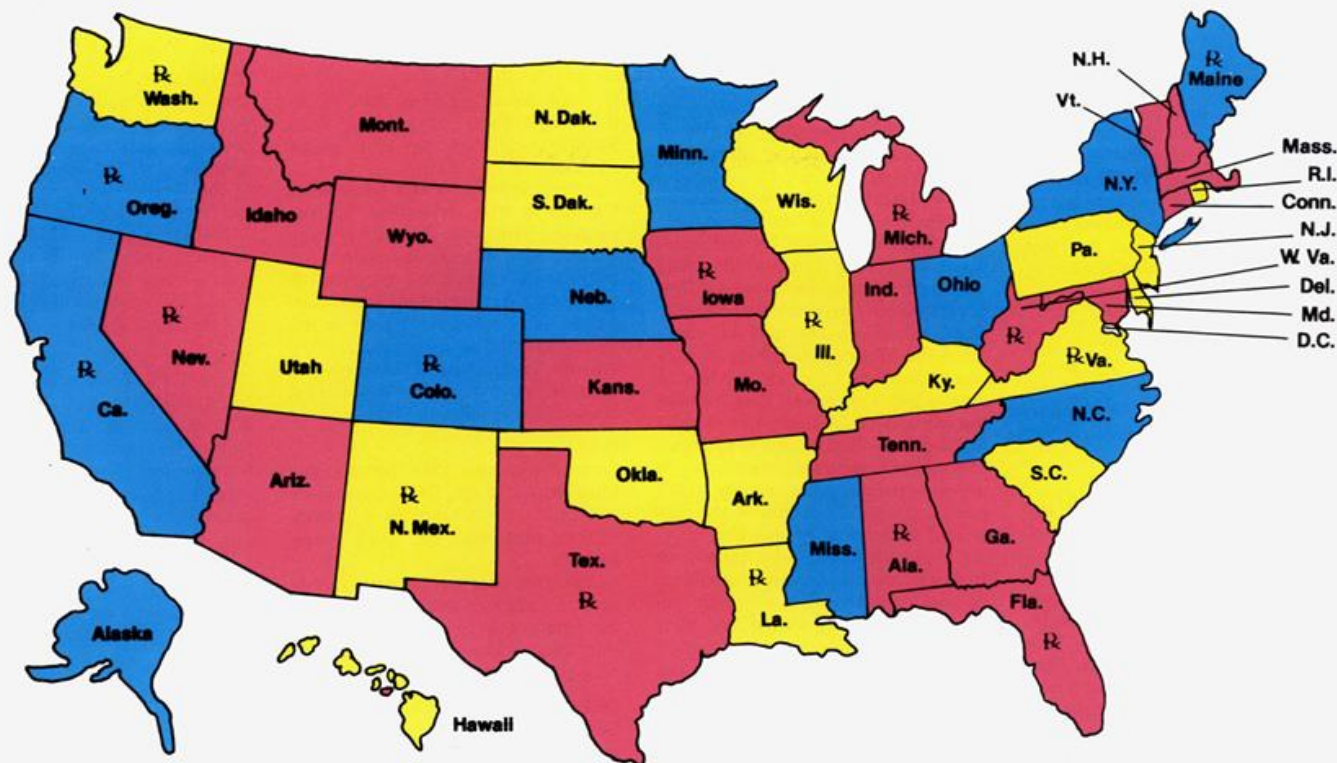 ℞
Wash.
℞
Oreg.
℞
Ca.
℞
Nev.
Idaho
Mont.
Wyo.
Utah
℞
Colo.
Ariz.
℞
N. Mex.
N. Dak.
S. Dak.
Neb.
Kans.
Okla.
Tex.
℞
Minn.
℞
Iowa
Mo.
Ark.
℞
La.
Wis.
℞
Ill.
℞
Mich.
Ind.
Ohio
Ky.
Tenn.
Miss.
℞
Ala.
Ga.
Fla.
℞
S.C.
N.C.
℞ Va.
℞
Pa.
N.Y.
Vt.
N.H.
℞
Maine
Mass.
R.I.
Conn.
N.J.
W. Va.
Del.
Md.
D.C.
Alaska
Hawaii